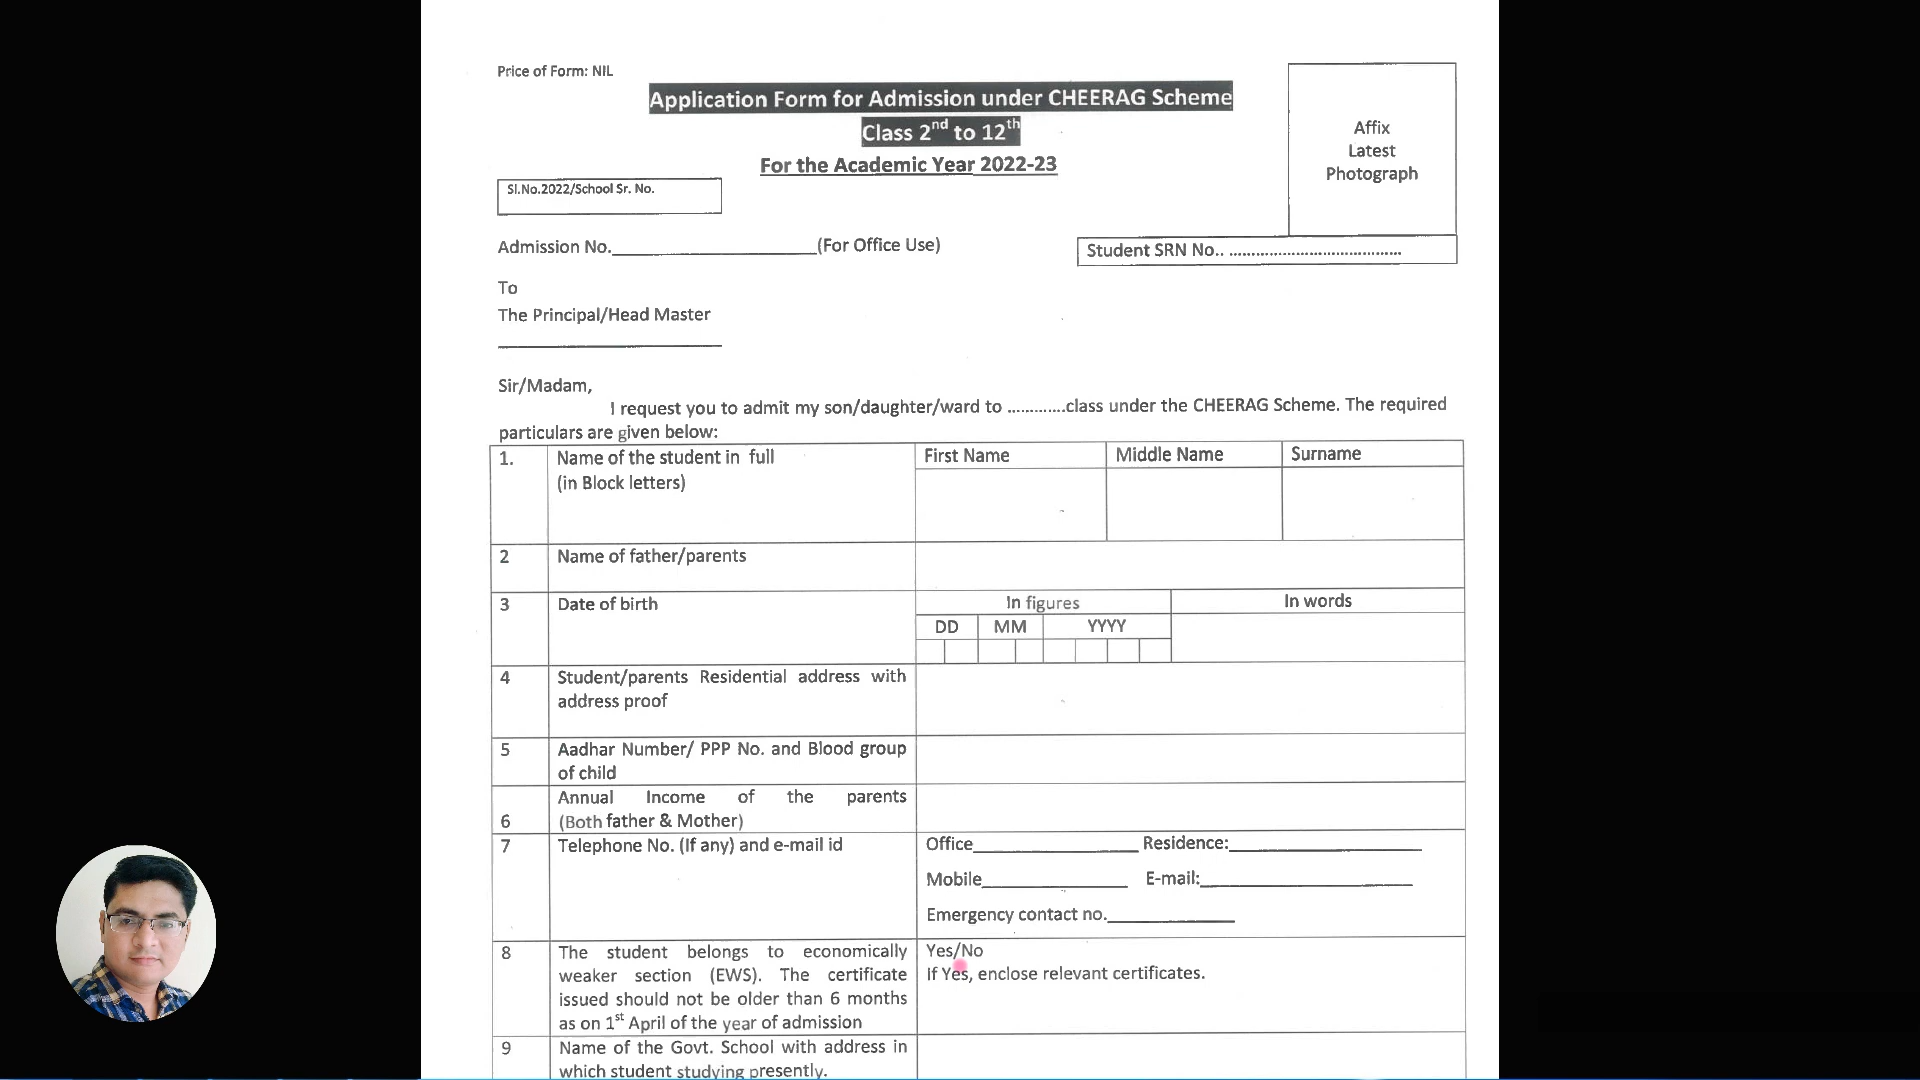 Price of Form: NIL
Application Form for Admission under CHEERAG Scheme
Class 2nd to 12th
For the Academic Year 2022-23
Affix
Latest
Photograph
Sl.No.2022/School Sr. No.
Admission No.____________________(For Office Use)
Student SRN No.. ......................................
To
The Principal/Head Master
______________________
Sir/Madam,
I request you to admit my son/daughter/ward to .............class under the CHEERAG Scheme. The required
particulars are given below:
1. Name of the student in full First Name Middle Name Surname
(in Block letters)
2 Name of father/parents
3 Date of birth In figures In words
DD MM YYYY
4 Student/parents Residential address with
address proof
5 Aadhar Number/ PPP No. and Blood group
of child
Annual Income of the parents
6 (Both father & Mother)
7 Telephone No. (If any) and e-mail id Office________________ Residence:___________________
Mobile______________ E-mail:_____________________
Emergency contact no.____________
8 The student belongs to economically Yes/No
weaker section (EWS). The certificate If Yes, enclose relevant certificates.
issued should not be older than 6 months
as on 1st April of the year of admission
9 Name of the Govt. School with address in
which student studying presently.